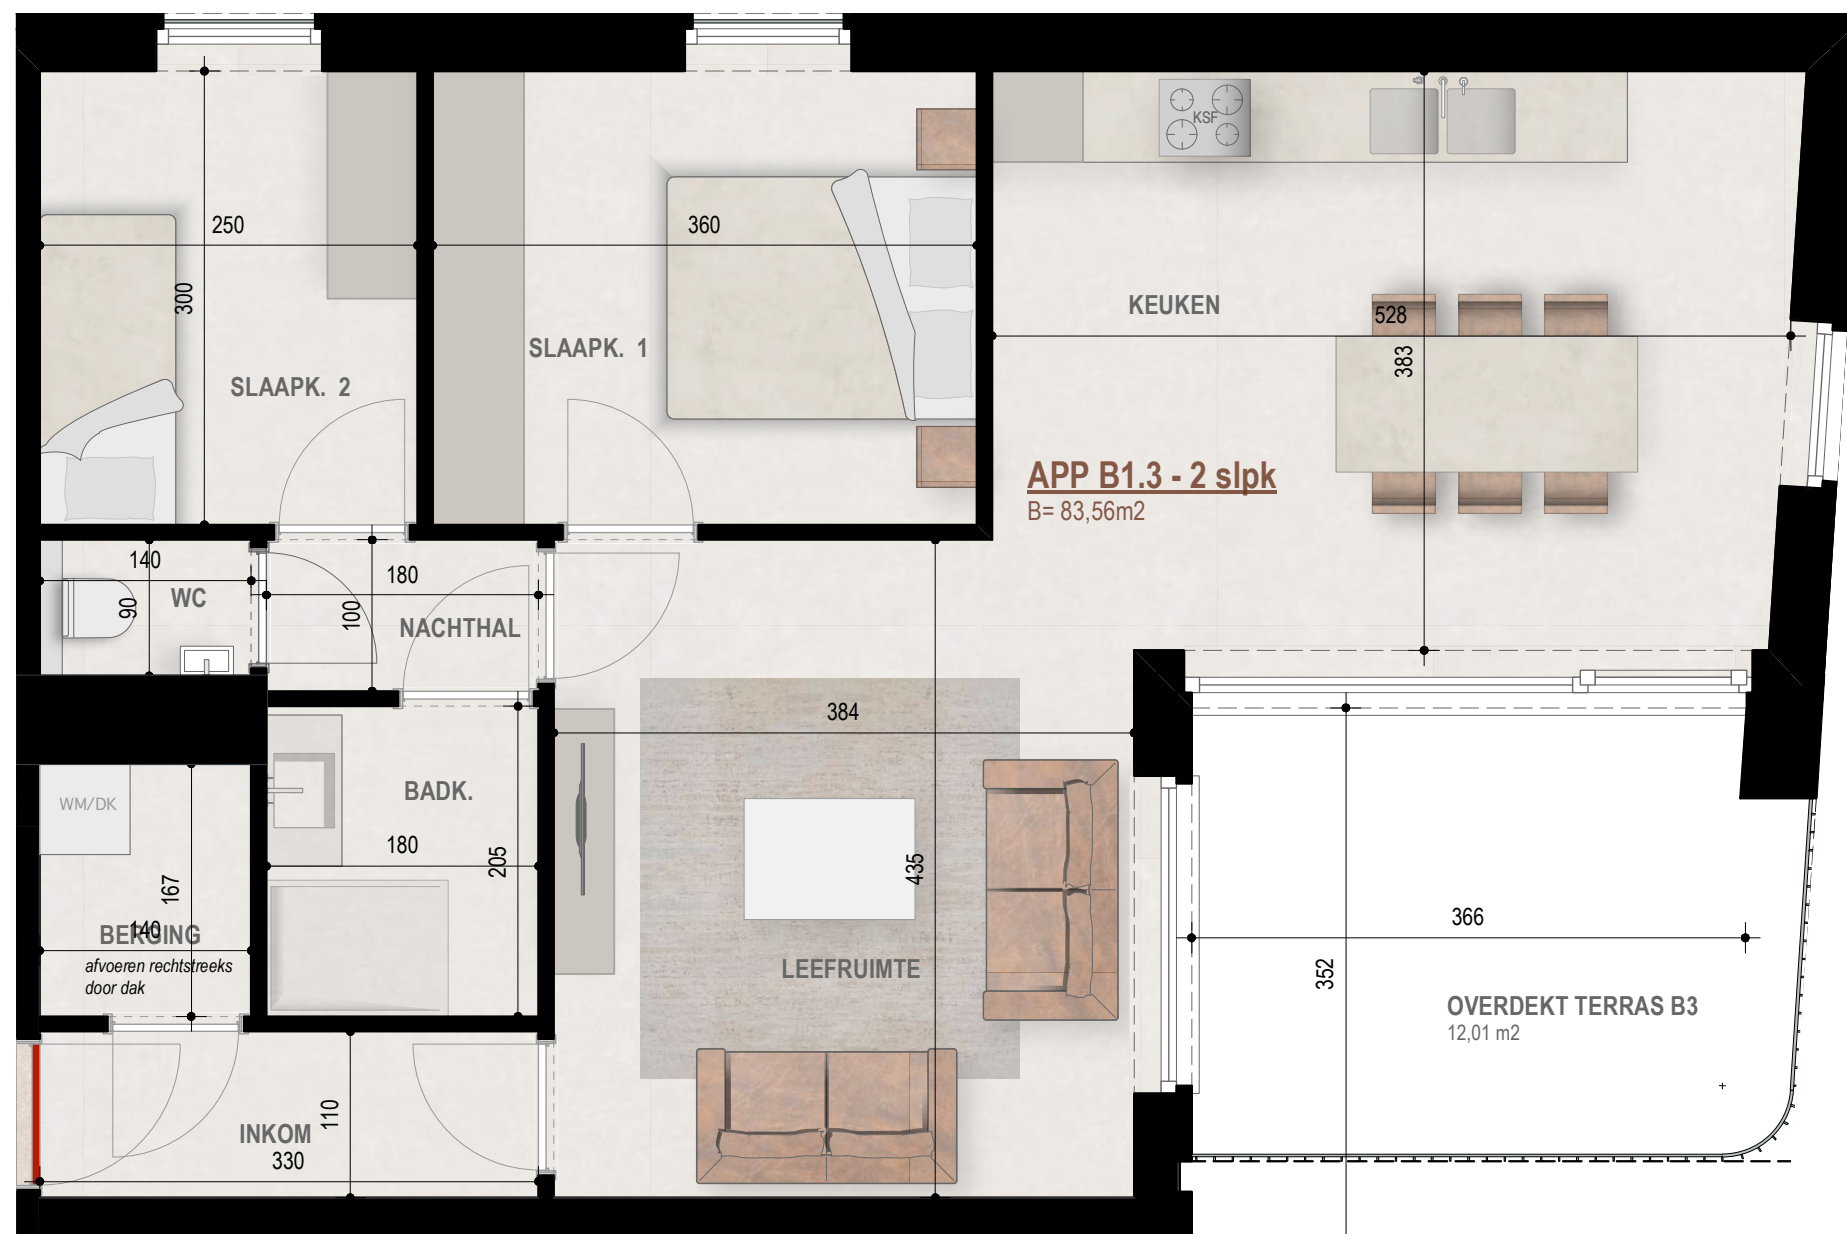 KSF
250
360
300
KEUKEN
528
383
SLAAPK. 1
SLAAPK. 2
APP B1.3 - 2 slpk
B= 83,56m2
140
WC
90
180
100
NACHTHAL
384
WM/DK
BADK.
180
205
167
435
140
BERGING
afvoeren rechtstreeks
door dak
LEEFRUIMTE
366
352
OVERDEKT TERRAS B3
12,01 m2
110
INKOM
330